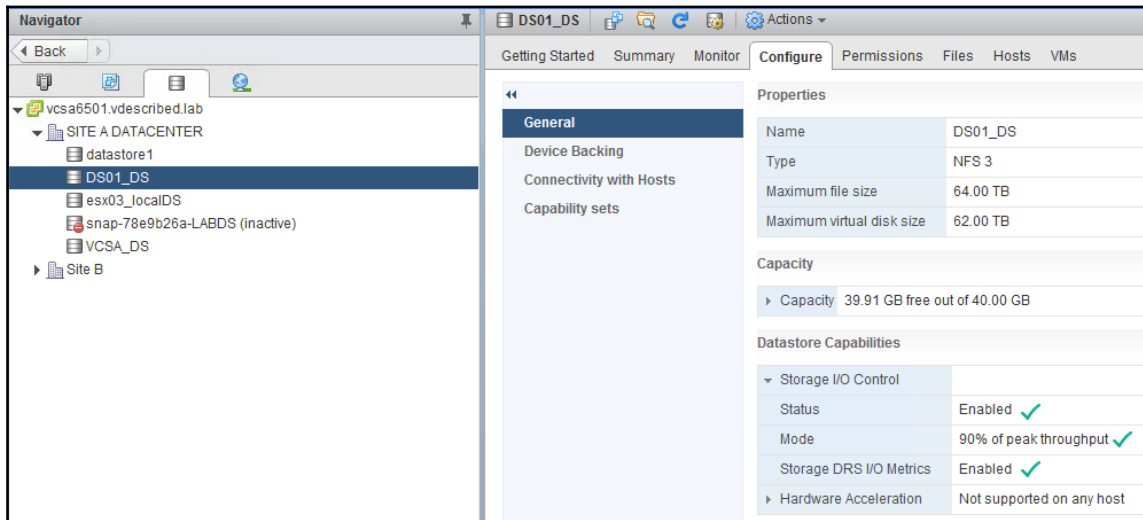 Navigator
Back
vcsa6501.vdescribed.lab
SITE A DATACENTER
datastore1
DS01_DS
esx03_localDS
snap-78e9b26a-LABDS (inactive)
VCSA_DS
Site B
DS01_DS Actions
Getting Started Summary Monitor Configure Permissions Files Hosts VMs
General
Device Backing
Connectivity with Hosts
Capability sets
Properties
Name DS01_DS
Type NFS 3
Maximum file size 64.00 TB
Maximum virtual disk size 62.00 TB
Capacity
Capacity 39.91 GB free out of 40.00 GB
Datastore Capabilities
Storage I/O Control
Status Enabled
Mode 90% of peak throughput
Storage DRS I/O Metrics Enabled
Hardware Acceleration Not supported on any host